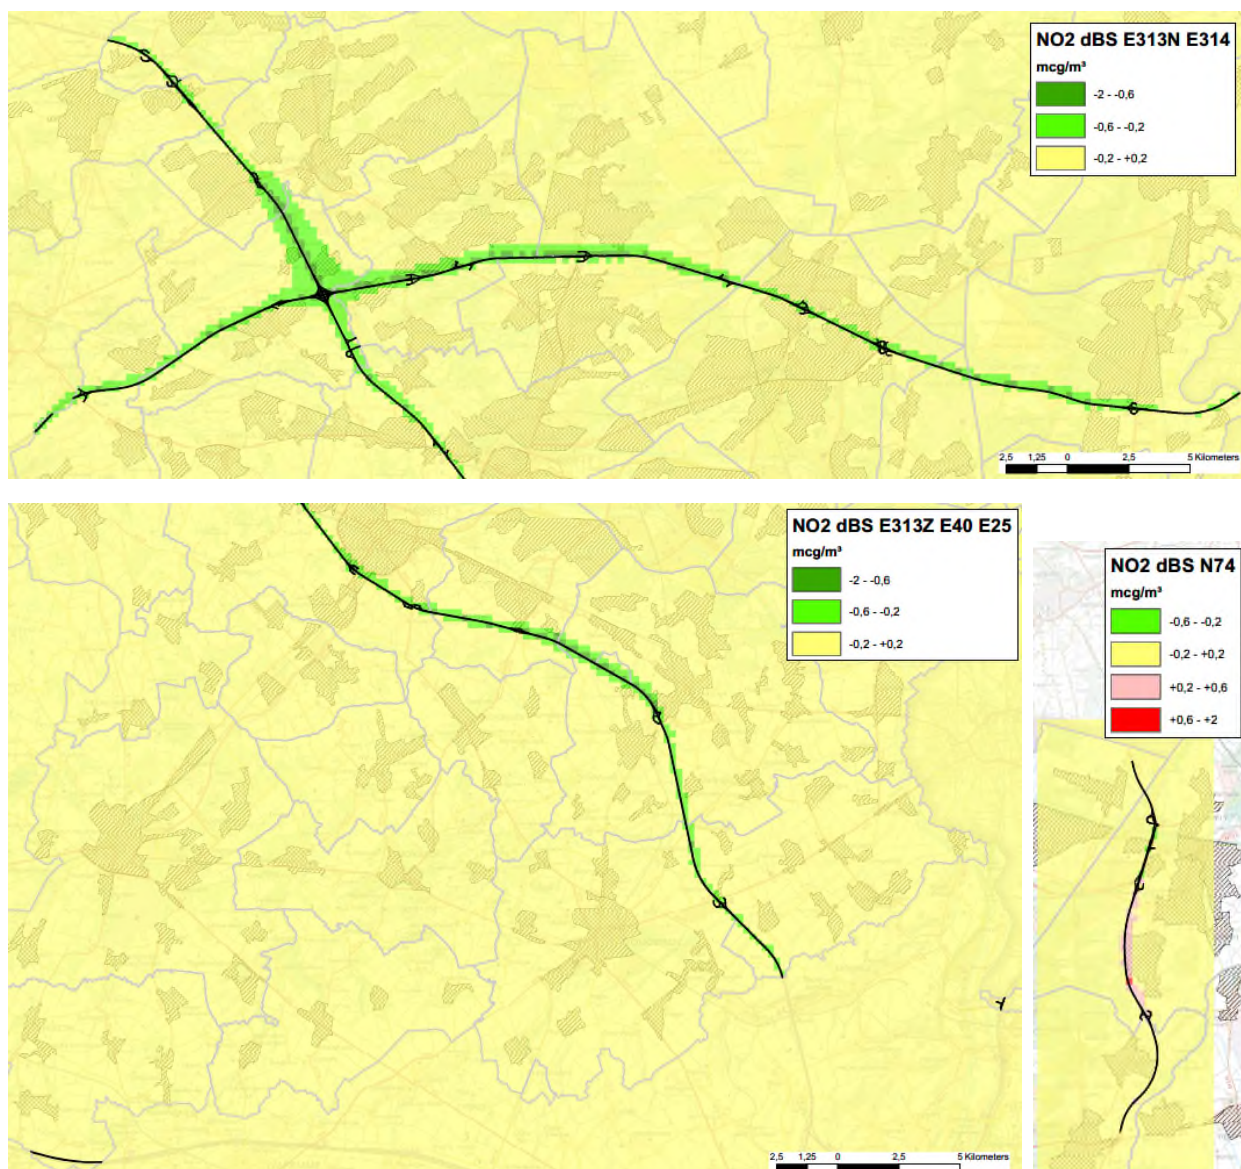 NO2 dBS E313N E314
mcg/m³
-2 - -0,6
-0,6 - -0,2
-0,2 - +0,2
2,5 1,25 0 2,5 5 Kilometers
NO2 dBS E313Z E40 E25
mcg/m³
-2 - -0,6
-0,6 - -0,2
-0,2 - +0,2
2,5 1,25 0 2,5 5 Kilometers
NO2 dBS N74
mcg/m³
-0,6 - -0,2
-0,2 - +0,2
+0,2 - +0,6
+0,6 - +2